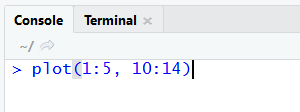 Console Terminal ×
~/
> plot(1:5, 10:14)